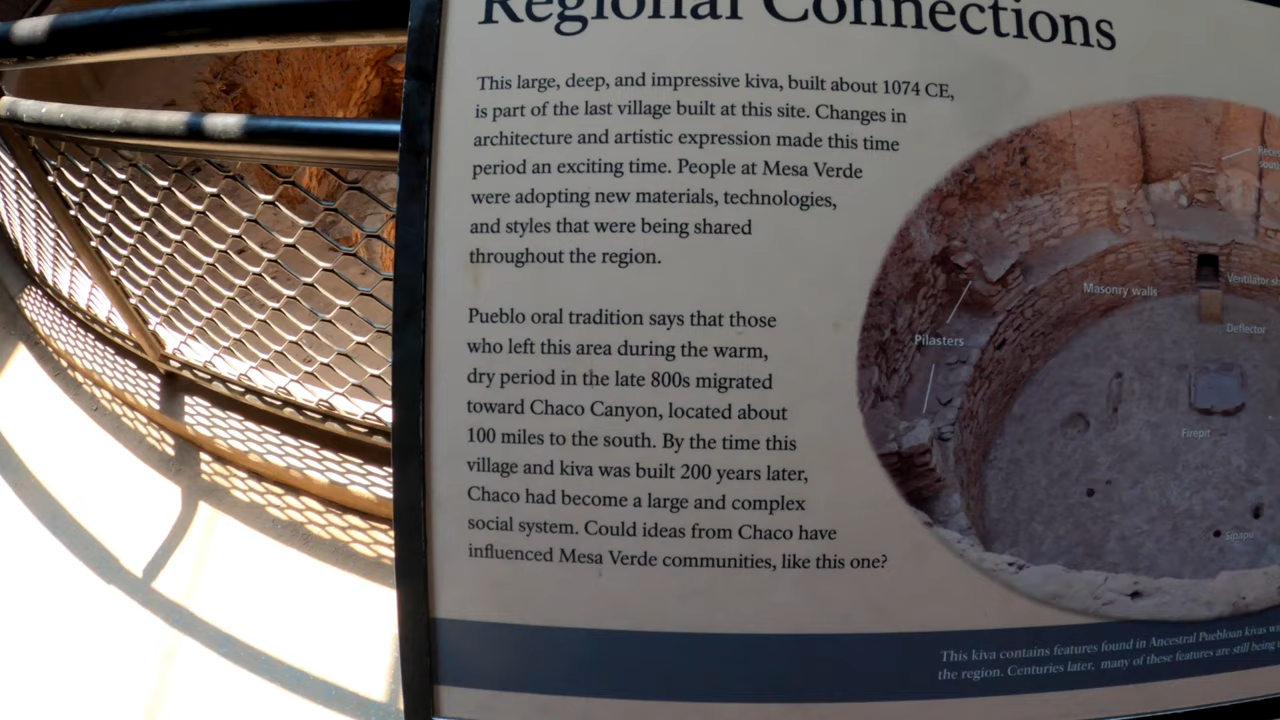 Regional Connections
This large, deep, and impressive kiva, built about 1074 CE,
is part of the last village built at this site. Changes in
architecture and artistic expression made this time
period an exciting time. People at Mesa Verde
were adopting new materials, technologies,
and styles that were being shared
throughout the region.
Pueblo oral tradition says that those
who left this area during the warm,
dry period in the late 800s migrated
toward Chaco Canyon, located about
100 miles to the south. By the time this
village and kiva was built 200 years later,
Chaco had become a large and complex
social system. Could ideas from Chaco have
influenced Mesa Verde communities, like this one?
Masonry walls
Ventilator
Deflector
Pilasters
Firepit
Sipapu
This kiva contains features found in Ancestral Puebloan kivas
the region. Centuries later, many of these features are still being